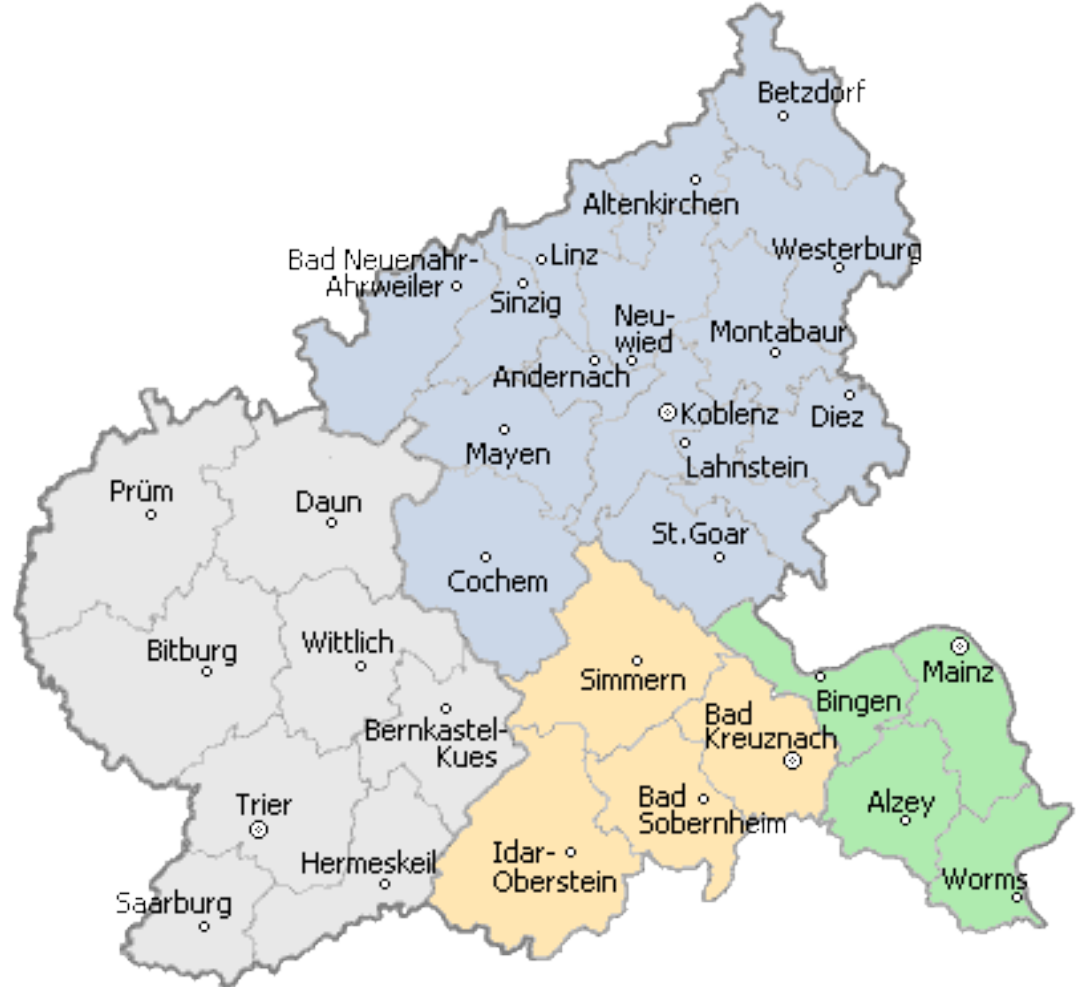 Betzdorf
Altenkirchen
Westerburg
Bad Neuenahr-
Ahrweiler
Linz
Sinzig
Neu-
wied
Montabaur
Andernach
Koblenz
Diez
Mayen
Lahnstein
Prüm
Daun
St.Goar
Cochem
Wittlich
Bitburg
Simmern
Mainz
Bingen
Bernkastel-
Kues
Bad
Kreuznach
Trier
Bad
Sobernheim
Alzey
Hermeskeil
Idar-
Oberstein
Worms
Saarburg